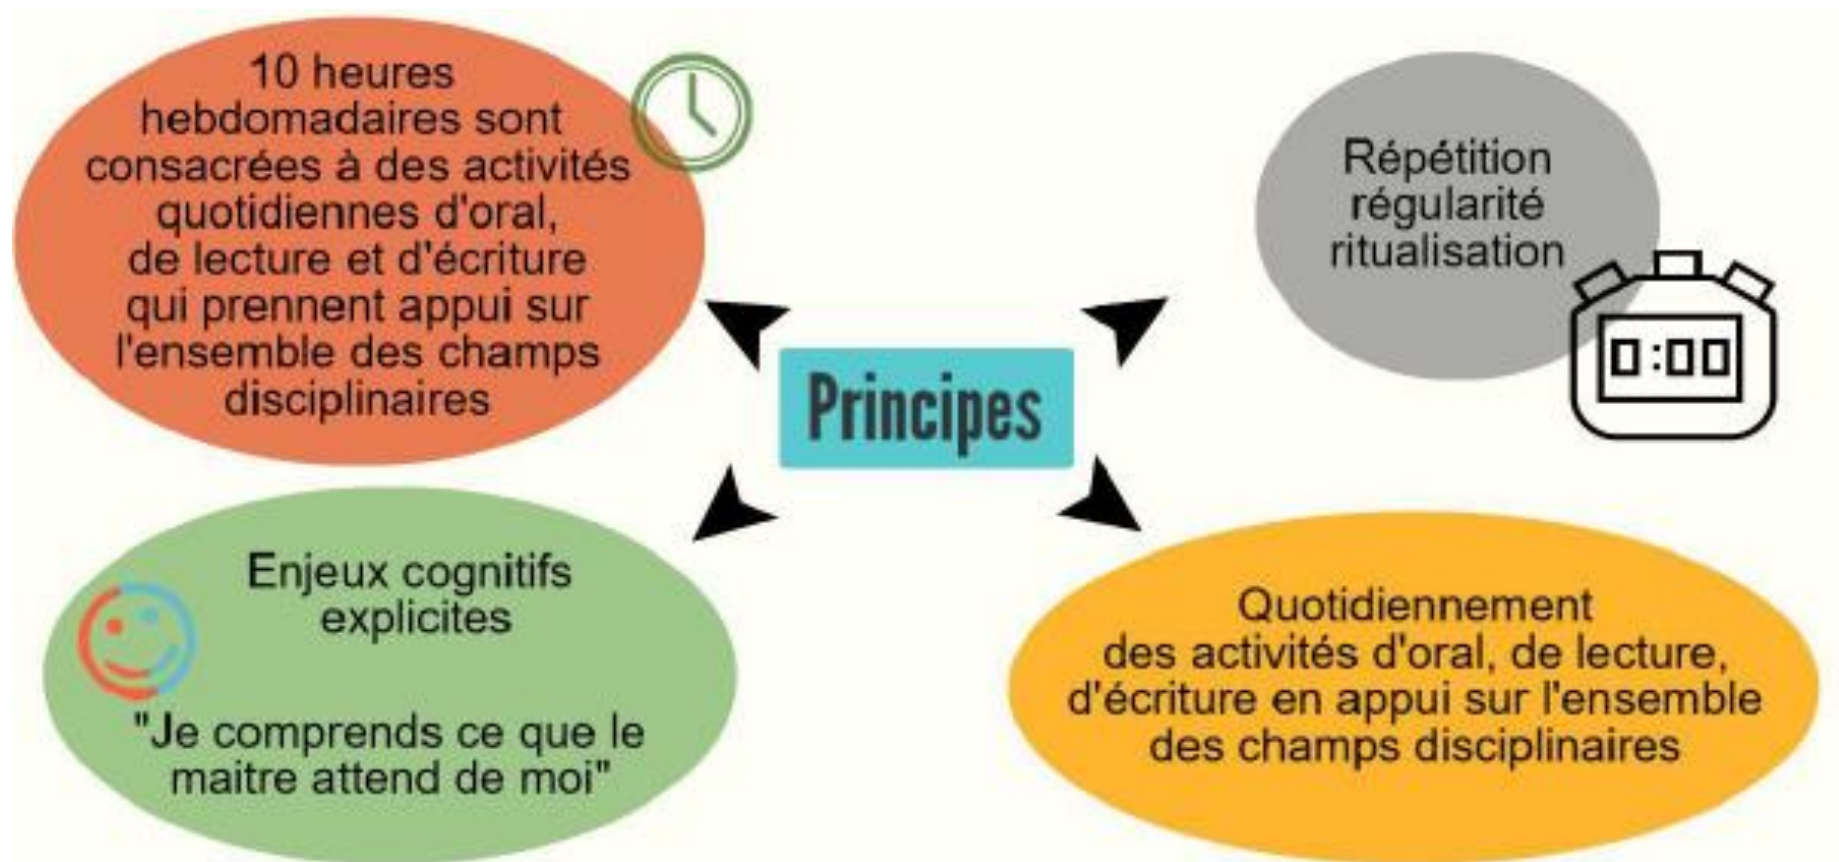 10 heures
hebdomadaires sont
consacrées à des activités
quotidiennes d'oral,
de lecture et d'écriture
qui prennent appui sur
l'ensemble des champs
disciplinaires
Répétition
régularité
ritualisation
0:00
Principes
Enjeux cognitifs
explicites
"Je comprends ce que le
maitre attend de moi"
Quotidiennement
des activités d'oral, de lecture,
d'écriture en appui sur l'ensemble
des champs disciplinaires